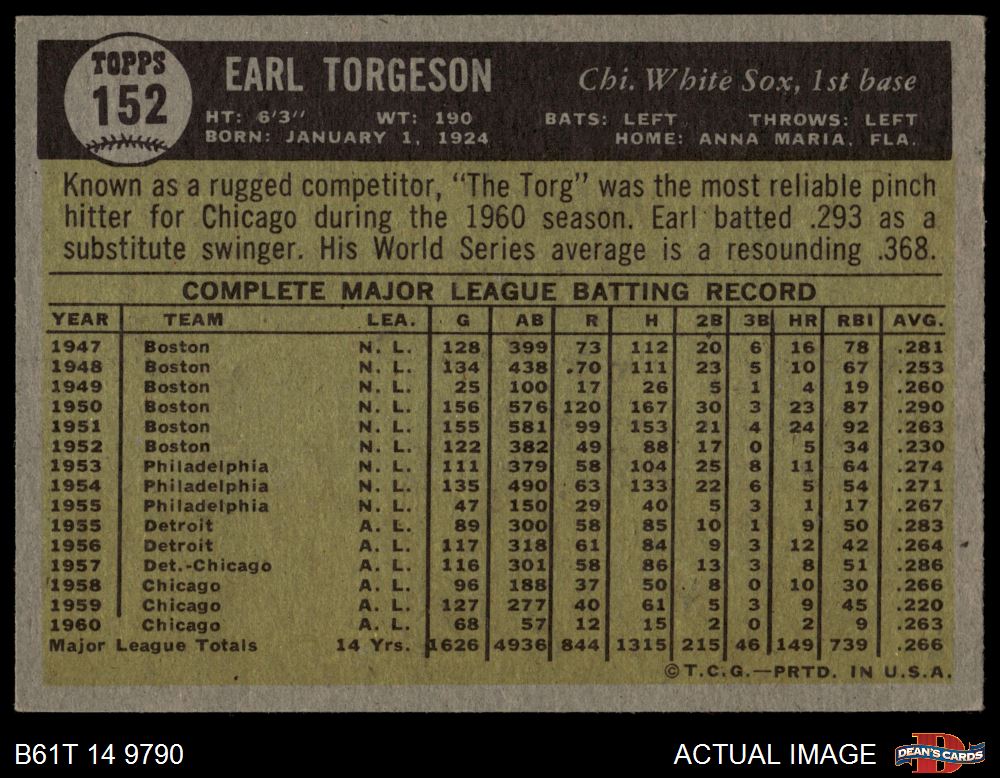 TOPPS
152
EARL TORGESON
Chi. White Sox, 1st base
HT: 6'3" WT: 190 BATS: LEFT THROWS: LEFT
BORN: JANUARY 1, 1924 HOME: ANNA MARIA, FLA.
Known as a rugged competitor, "The Torg" was the most reliable pinch
hitter for Chicago during the 1960 season. Earl batted .293 as a
substitute swinger. His World Series average is a resounding .368.
COMPLETE MAJOR LEAGUE BATTING RECORD
YEAR TEAM LEA. G AB R H 2B 3B HR RBI AVG.
1947 Boston N. L. 128 399 73 112 20 6 16 78 .281
1948 Boston N. L. 134 438 .70 111 23 5 10 67 .253
1949 Boston N. L. 25 100 17 26 5 1 4 19 .260
1950 Boston N. L. 156 576 120 167 30 3 23 87 .290
1951 Boston N. L. 155 581 99 153 21 4 24 92 .263
1952 Boston N. L. 122 382 49 88 17 0 5 34 .230
1953 Philadelphia N. L. 111 379 58 104 25 8 11 64 .274
1954 Philadelphia N. L. 135 490 63 133 22 6 5 54 .271
1955 Philadelphia N. L. 47 150 29 40 5 3 1 17 .267
1955 Detroit A. L. 89 300 58 85 10 1 9 50 .283
1956 Detroit A. L. 117 318 61 84 9 3 12 42 .264
1957 Det.-Chicago A. L. 116 301 58 86 13 3 8 51 .286
1958 Chicago A. L. 96 188 37 50 8 0 10 30 .266
1959 Chicago A. L. 127 277 40 61 5 3 9 45 .220
1960 Chicago A. L. 68 57 12 15 2 0 2 9 .263
Major League Totals 14 Yrs. 1626 4936 844 1315 215 46 149 739 .266
©T.C.G.—PRTD. IN U.S.A.
B61T 14 9790
ACTUAL IMAGE
DEAN'S CARDS